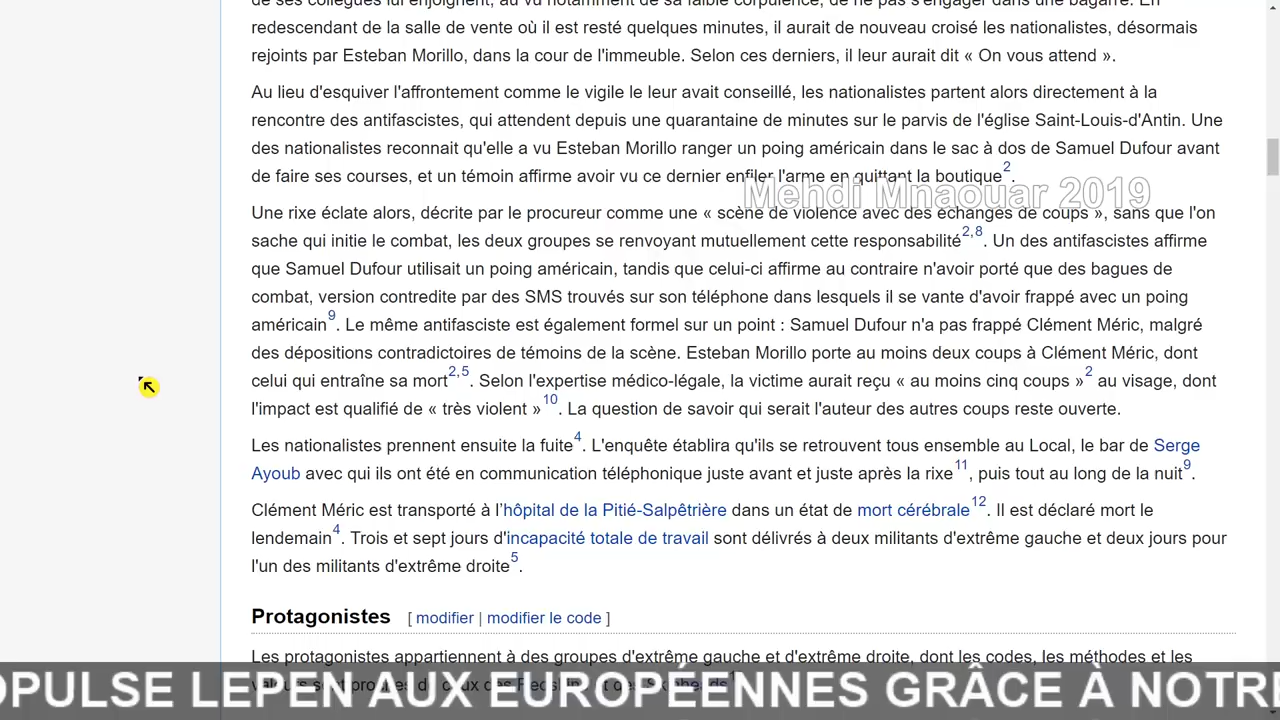 de ses collègues lui enjoignent, au vu notamment de sa faible corpulence, de ne pas s'engager dans une bagarre. En
redescendant de la salle de vente où il est resté quelques minutes, il aurait de nouveau croisé les nationalistes, désormais
rejoints par Esteban Morillo, dans la cour de l'immeuble. Selon ces derniers, il leur aurait dit « On vous attend ».
Au lieu d'esquiver l'affrontement comme le vigile le leur avait conseillé, les nationalistes partent alors directement à la
rencontre des antifascistes, qui attendent depuis une quarantaine de minutes sur le parvis de l'église Saint-Louis-d'Antin. Une
des nationalistes reconnait qu'elle a vu Esteban Morillo ranger un poing américain dans le sac à dos de Samuel Dufour avant
de faire ses courses, et un témoin affirme avoir vu ce dernier enfiler l'arme en quittant la boutique2.
Mehdi Mnaouar 2019
Une rixe éclate alors, décrite par le procureur comme une « scène de violence avec des échanges de coups », sans que l'on
sache qui initie le combat, les deux groupes se renvoyant mutuellement cette responsabilité2,8. Un des antifascistes affirme
que Samuel Dufour utilisait un poing américain, tandis que celui-ci affirme au contraire n'avoir porté que des bagues de
combat, version contredite par des SMS trouvés sur son téléphone dans lesquels il se vante d'avoir frappé avec un poing
américain9. Le même antifasciste est également formel sur un point : Samuel Dufour n'a pas frappé Clément Méric, malgré
des dépositions contradictoires de témoins de la scène. Esteban Morillo porte au moins deux coups à Clément Méric, dont
celui qui entraîne sa mort2,5. Selon l'expertise médico-légale, la victime aurait reçu « au moins cinq coups »2 au visage, dont
l'impact est qualifié de « très violent »10. La question de savoir qui serait l'auteur des autres coups reste ouverte.
Les nationalistes prennent ensuite la fuite4. L'enquête établira qu'ils se retrouvent tous ensemble au Local, le bar de Serge
Ayoub avec qui ils ont été en communication téléphonique juste avant et juste après la rixe11, puis tout au long de la nuit9.
Clément Méric est transporté à l'hôpital de la Pitié-Salpêtrière dans un état de mort cérébrale12. Il est déclaré mort le
lendemain4. Trois et sept jours d'incapacité totale de travail sont délivrés à deux militants d'extrême gauche et deux jours pour
l'un des militants d'extrême droite5.
Protagonistes [ modifier | modifier le code ]
Les protagonistes appartiennent à des groupes d'extrême gauche et d'extrême droite, dont les codes, les méthodes et les
valeurs sont proches de ceux des Redskins et des Skinheads
OPULSE LEPEN AUX EUROPÉENNES GRÂCE À NOTRE